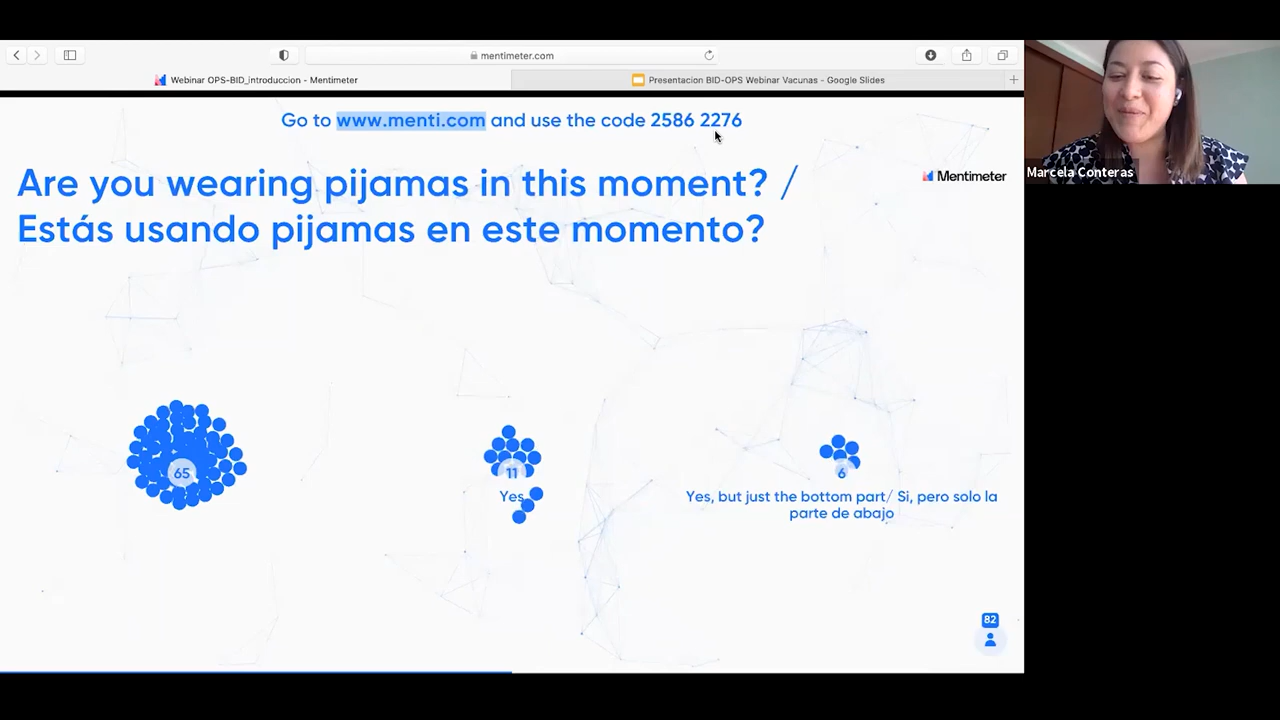 mentimeter.com
Webinar OPS-BID_introduccion - Mentimeter
Presentacion BID-OPS Webinar Vacunas - Google Slides
Go to www.menti.com and use the code 2586 2276
Are you wearing pijamas in this moment? /
Estás usando pijamas en este momento?
Mentimeter
Marcela Conteras
65
11
6
Yes
Yes, but just the bottom part/ Si, pero solo la
parte de abajo
82